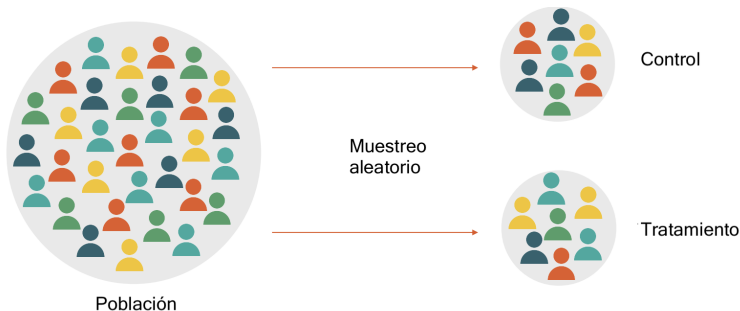 Control
Muestreo
aleatorio
Tratamiento
Población